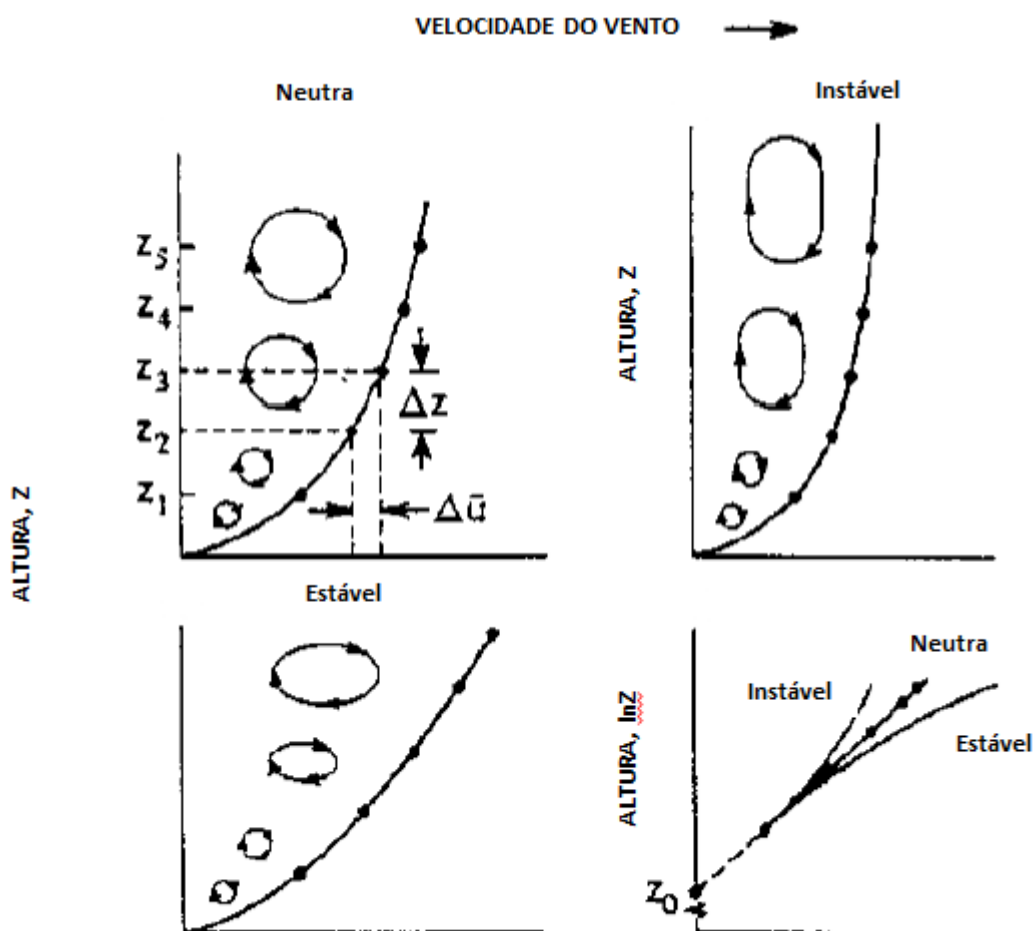 VELOCIDADE DO VENTO
Neutra
Instável
Z5
Z4
Z3
Z2
Z1
ΔZ
Δū
ALTURA, Z
ALTURA, Z
Estável
Neutra
Instável
Estável
ALTURA, lnZ
Z0